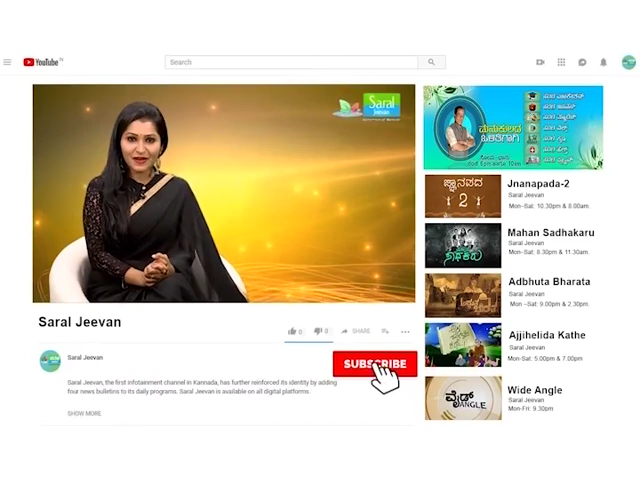 YouTube
Search
Saral
Jeevan
Saral Jeevan
0
0
SHARE
Saral Jeevan
SUBSCRIBE
Saral Jeevan, the first infotainment channel in Kannada, has further reinforced its identity by adding
four news bulletins to its daily programs. Saral Jeevan is available on all digital platforms.
SHOW MORE
ಮನುಕುಲದ
ಒಳಿತಿಗಾಗಿ
ಜ್ಞಾನಪದ
2
Jnanapada-2
Saral Jeevan
Mon-Sat: 10.30pm & 8.00am.
ಸಾಧಕರು
Mahan Sadhakaru
Saral Jeevan
Mon-Sat: 8.30pm & 11.30am.
Adbhuta Bharata
Saral Jeevan
Mon –Sat: 9.00pm & 2.30pm.
Ajjihelida Kathe
Saral Jeevan
Mon-Sat: 5.00pm & 7.00pm
ವೈಡ್
ANGLE
Wide Angle
Saral Jeevan
Mon-Fri: 9.30pm